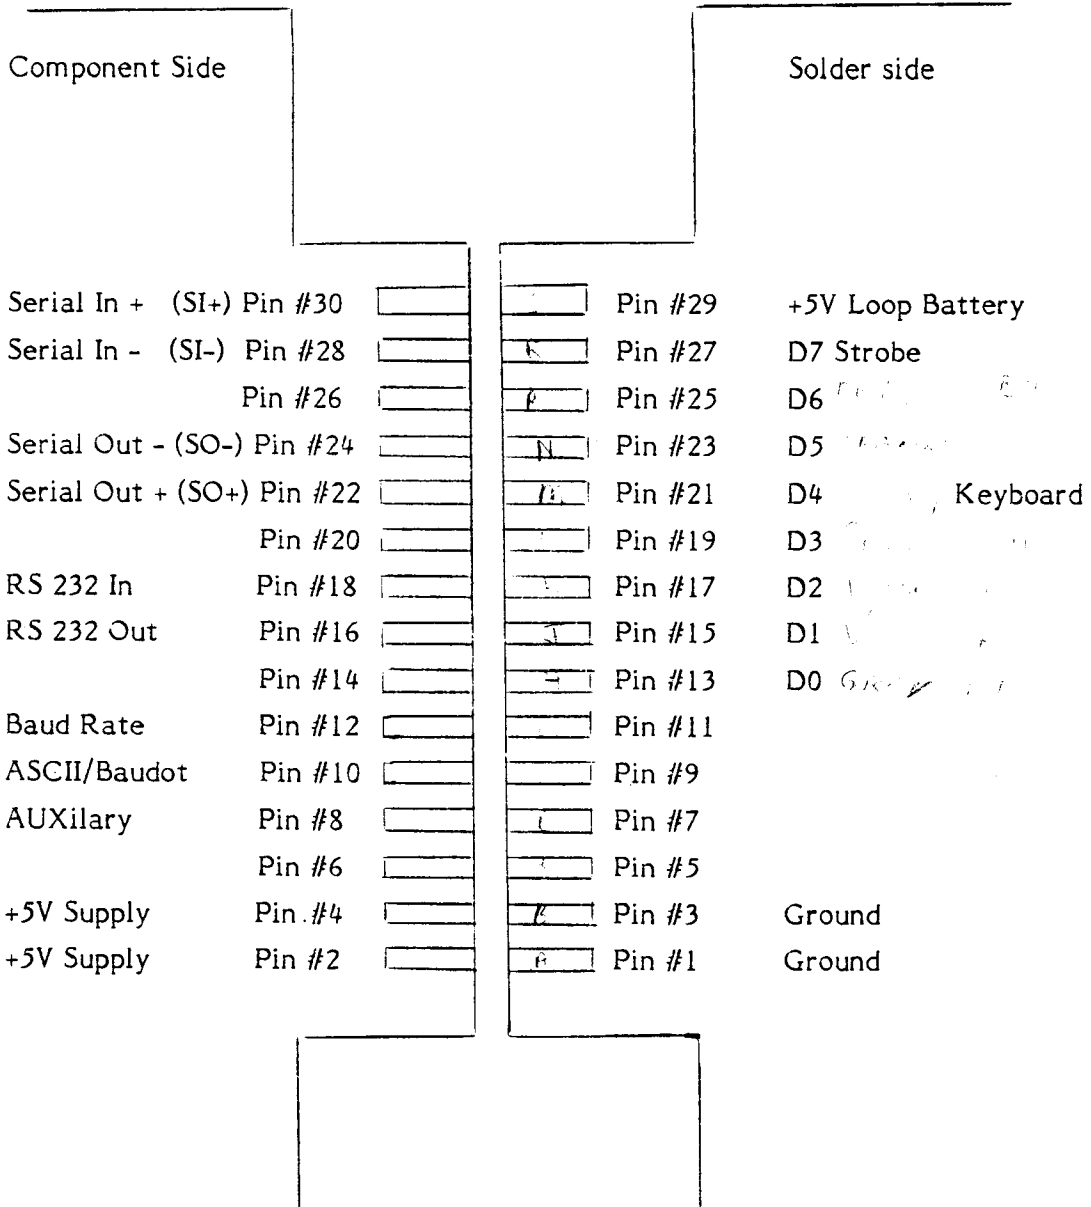 Component Side Solder side
Serial In + (SI+) Pin #30 Pin #29 +5V Loop Battery
Serial In - (SI-) Pin #28 R Pin #27 D7 Strobe
Pin #26 P Pin #25 D6
Serial Out - (SO-) Pin #24 N Pin #23 D5
Serial Out + (SO+) Pin #22 M Pin #21 D4 Keyboard
Pin #20 Pin #19 D3
RS 232 In Pin #18 Pin #17 D2
RS 232 Out Pin #16 J Pin #15 D1
Pin #14 H Pin #13 D0
Baud Rate Pin #12 Pin #11
ASCII/Baudot Pin #10 Pin #9
AUXilary Pin #8 Pin #7
Pin #6 Pin #5
+5V Supply Pin #4 B Pin #3 Ground
+5V Supply Pin #2 A Pin #1 Ground